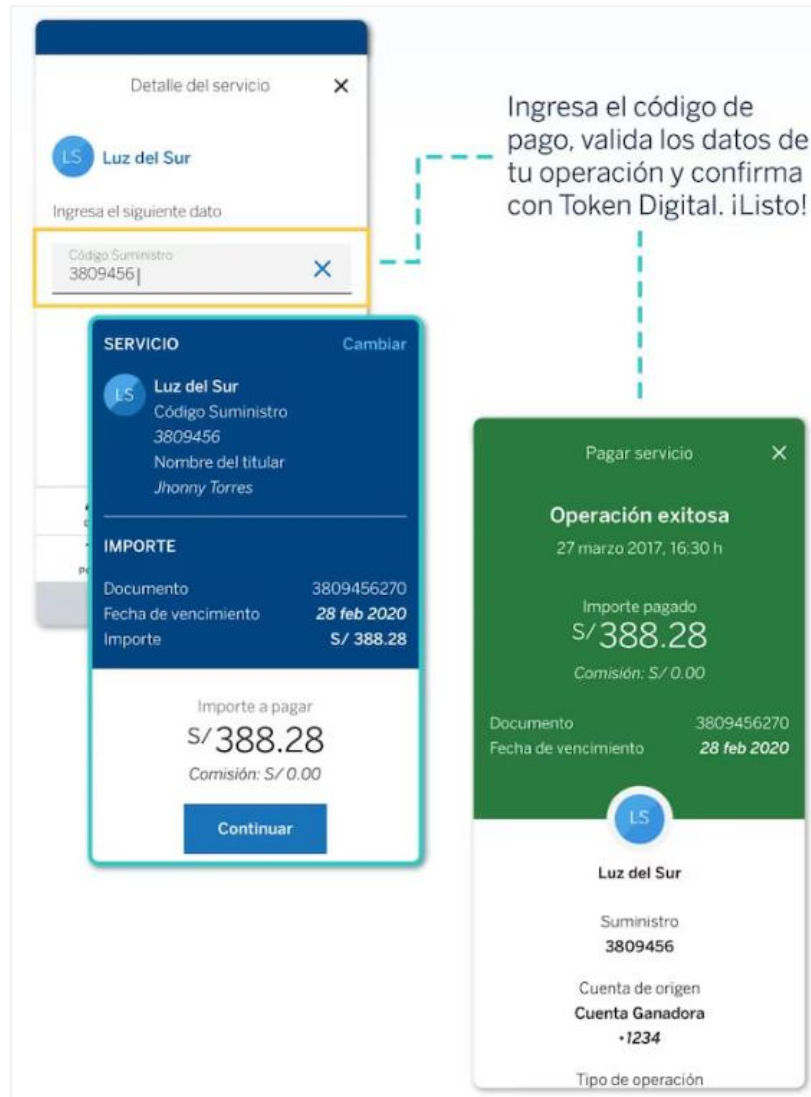 Detalle del servicio
LS Luz del Sur
Ingresa el siguiente dato
Código Suministro
3809456
Ingresa el código de
pago, valida los datos de
tu operación y confirma
con Token Digital. ¡Listo!
SERVICIO Cambiar
LS Luz del Sur
Código Suministro
3809456
Nombre del titular
Jhonny Torres
IMPORTE
Documento 3809456270
Fecha de vencimiento 28 feb 2020
Importe S/ 388.28
Importe a pagar
S/ 388.28
Comisión: S/ 0.00
Continuar
Pagar servicio
Operación exitosa
27 marzo 2017, 16:30 h
Importe pagado
S/ 388.28
Comisión: S/ 0.00
Documento 3809456270
Fecha de vencimiento 28 feb 2020
LS
Luz del Sur
Suministro
3809456
Cuenta de origen
Cuenta Ganadora
•1234
Tipo de operación